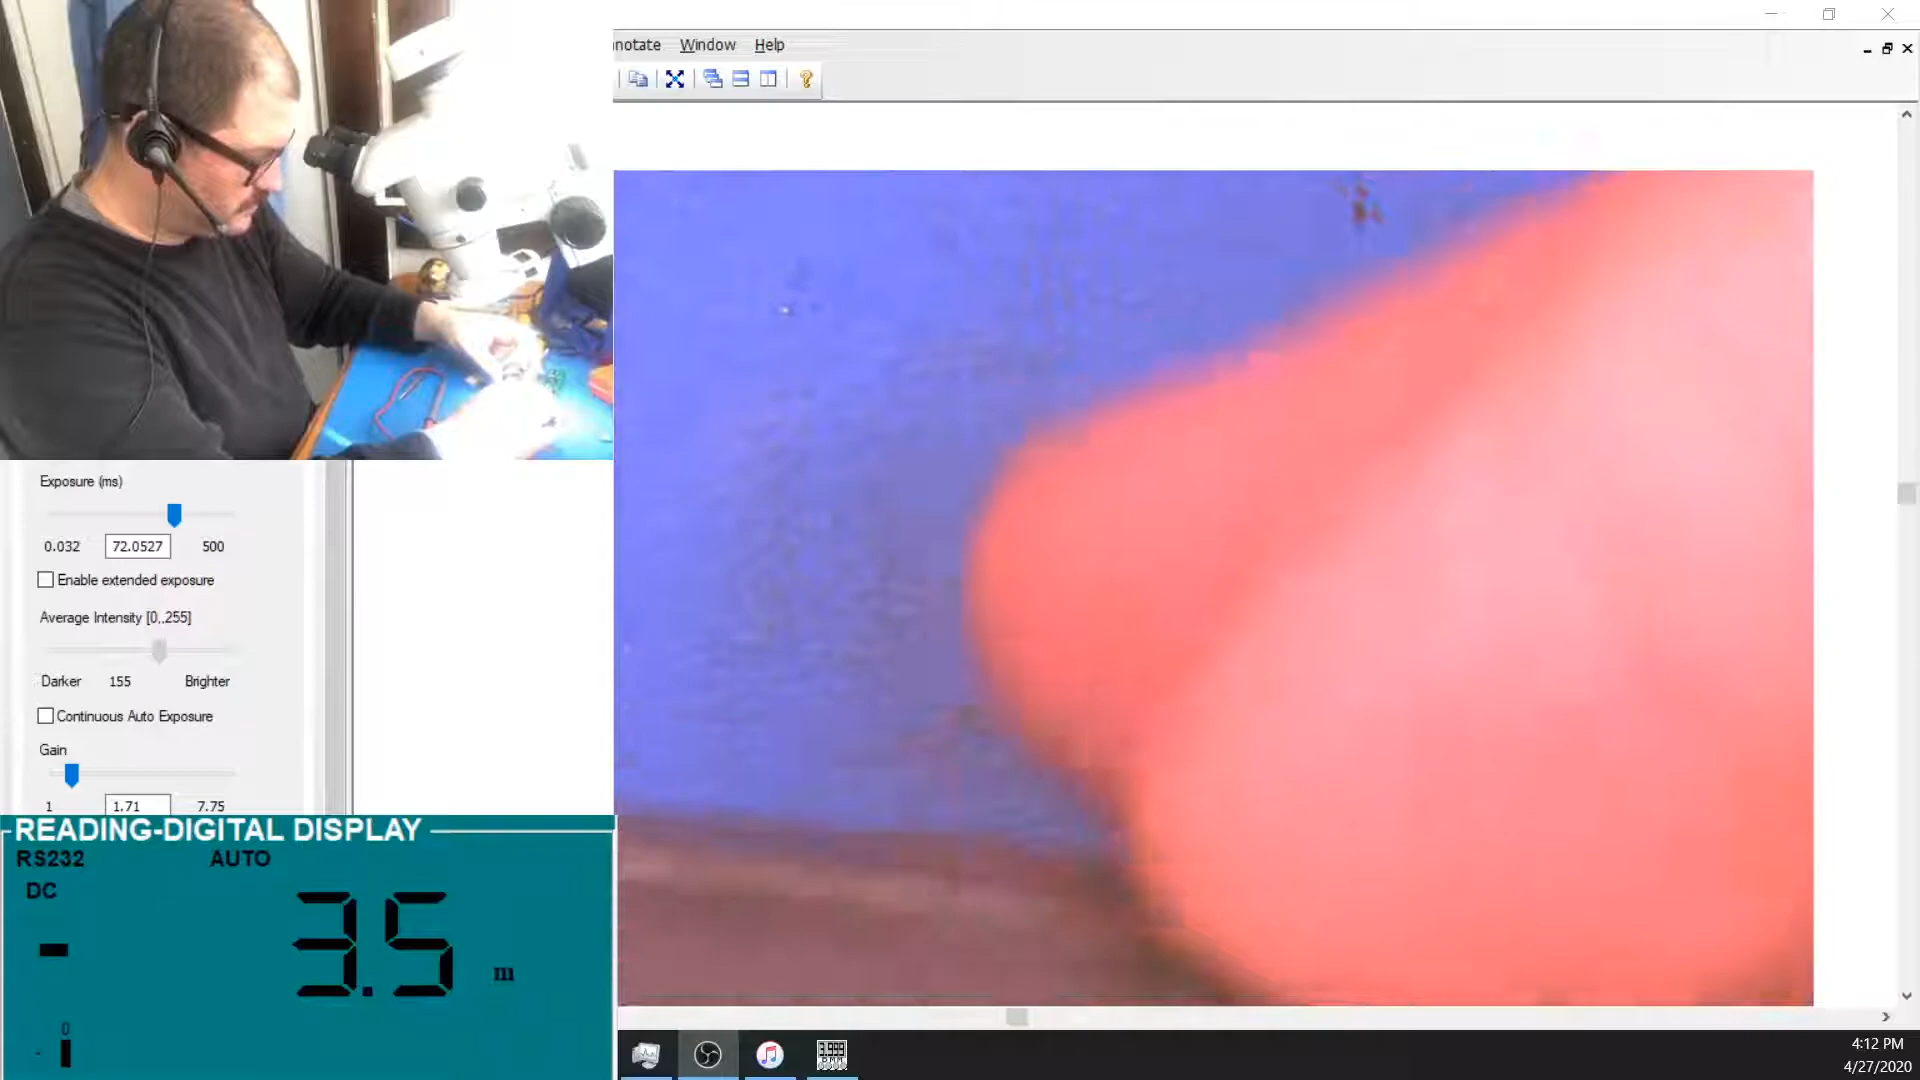 nnotate Window Help
Exposure (ms)
0.032 72.0527 500
Enable extended exposure
Average Intensity [0,,255]
Darker 155 Brighter
Continuous Auto Exposure
Gain
1 1.71 7.75
READING-DIGITAL DISPLAY
RS232 AUTO
DC
- 3.5 m
0
-
4:12 PM
4/27/2020